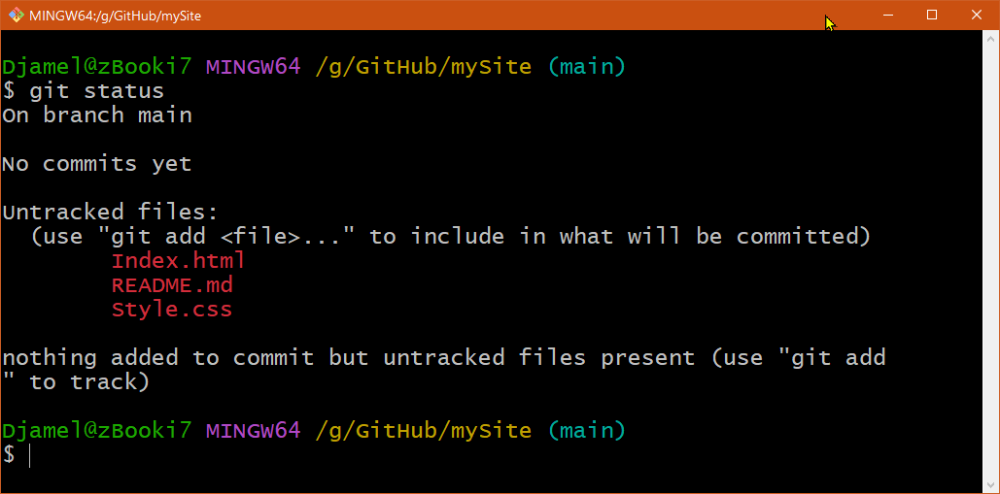 MINGW64:/g/GitHub/mySite
Djamel@zBooki7 MINGW64 /g/GitHub/mySite (main)
$ git status
On branch main
No commits yet
Untracked files:
(use "git add <file>..." to include in what will be committed)
Index.html
README.md
Style.css
nothing added to commit but untracked files present (use "git add
" to track)
Djamel@zBooki7 MINGW64 /g/GitHub/mySite (main)
$